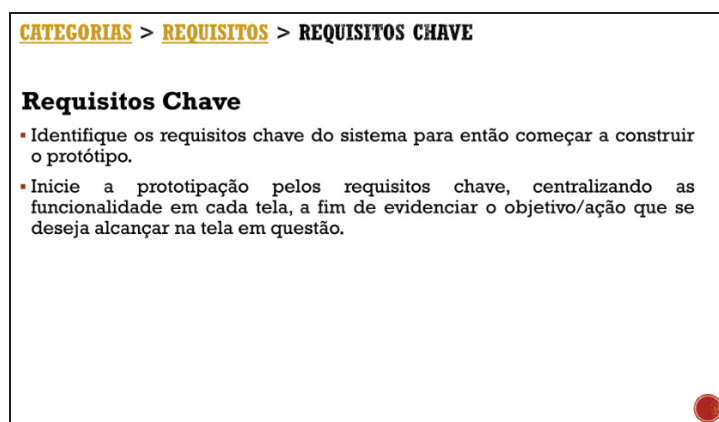 CATEGORIAS > REQUISITOS > REQUISITOS CHAVE
Requisitos Chave
▪ Identifique os requisitos chave do sistema para então começar a construir
o protótipo.
▪ Inicie a prototipação pelos requisitos chave, centralizando as
funcionalidade em cada tela, a fim de evidenciar o objetivo/ação que se
deseja alcançar na tela em questão.